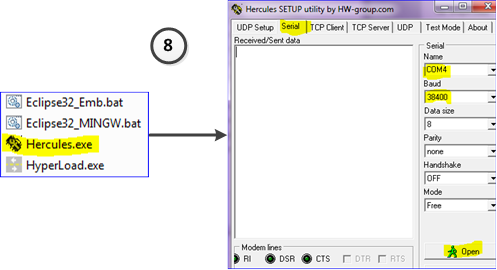 8
Eclipse32_Emb.bat
Eclipse32_MINGW.bat
Hercules.exe
HyperLoad.exe
Hercules SETUP utility by HW-group.com
UDP Setup Serial TCP Client TCP Server UDP Test Mode About
Received/Sent data
Serial
Name
COM4
Baud
38400
Data size
8
Parity
none
Handshake
OFF
Mode
Free
Open
Modem lines
RI DSR CTS DTR RTS